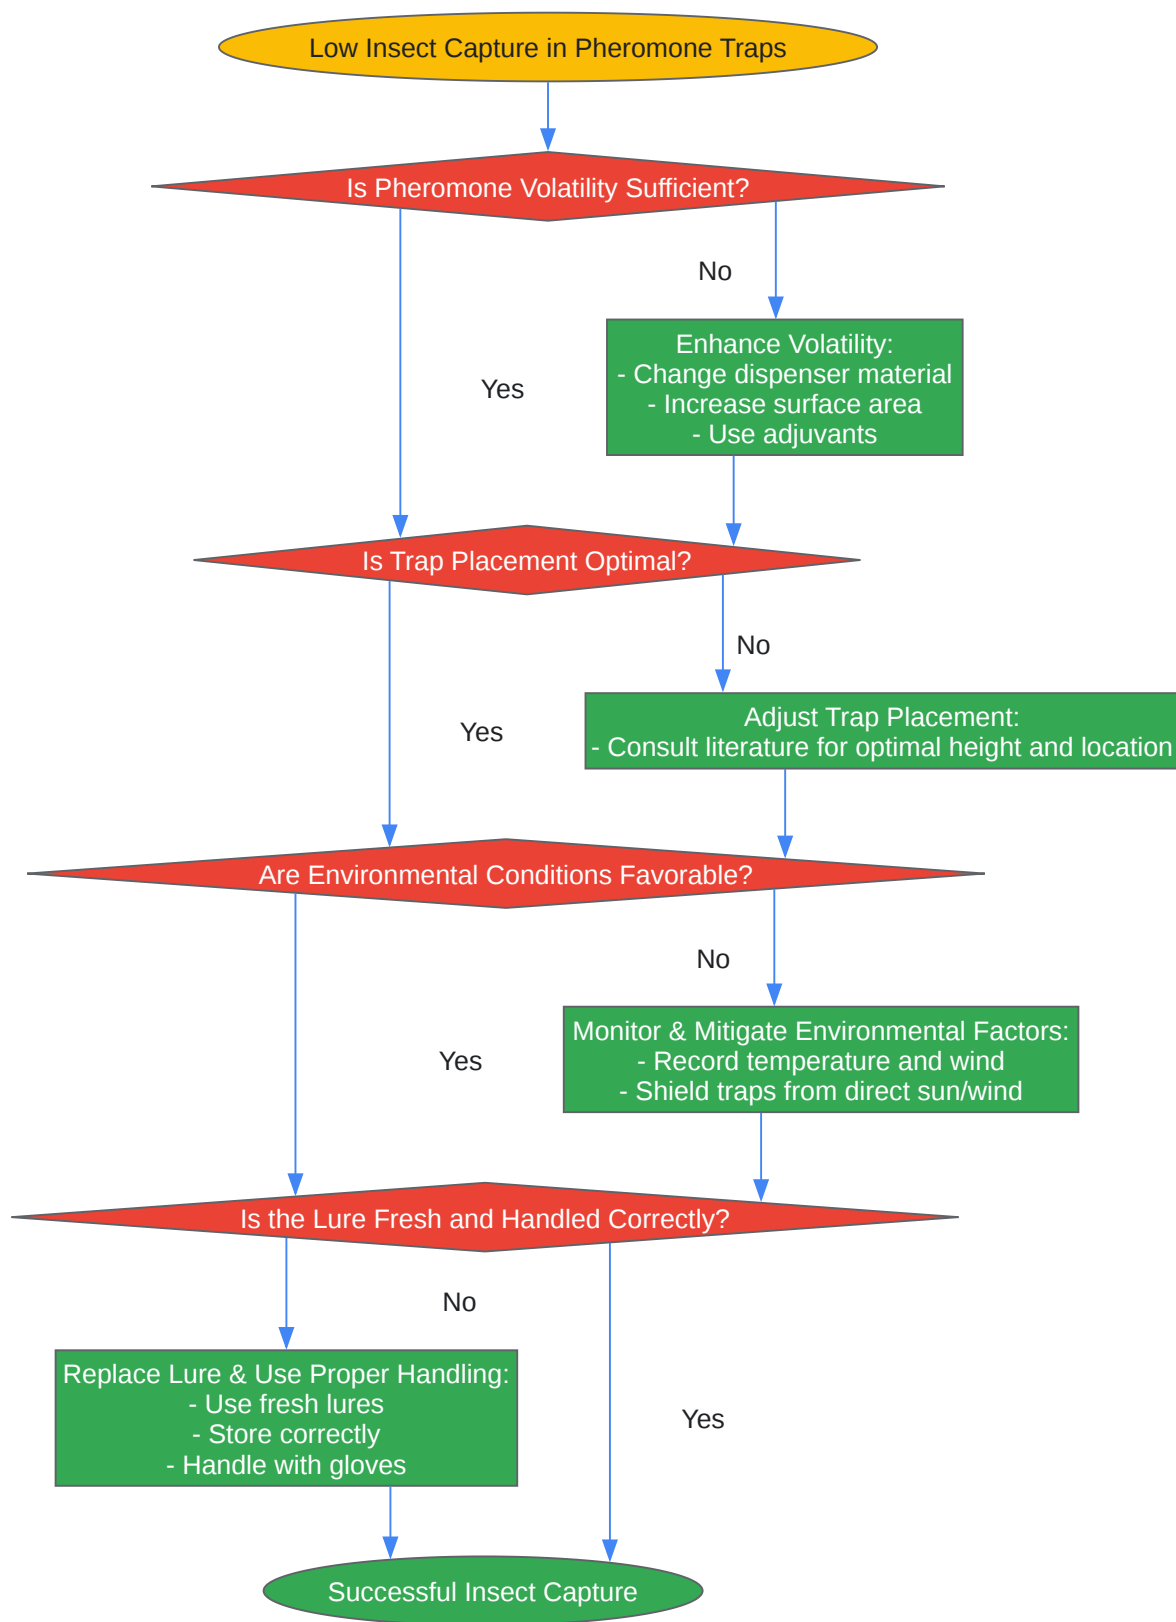 Low Insect Capture in Pheromone Traps
Is Pheromone Volatility Sufficient?
No
Enhance Volatility:
- Change dispenser material
- Increase surface area
- Use adjuvants
Yes
Is Trap Placement Optimal?
No
Adjust Trap Placement:
- Consult literature for optimal height and location
Yes
Are Environmental Conditions Favorable?
No
Monitor & Mitigate Environmental Factors:
- Record temperature and wind
- Shield traps from direct sun/wind
Yes
Is the Lure Fresh and Handled Correctly?
No
Replace Lure & Use Proper Handling:
- Use fresh lures
- Store correctly
- Handle with gloves
Yes
Successful Insect Capture